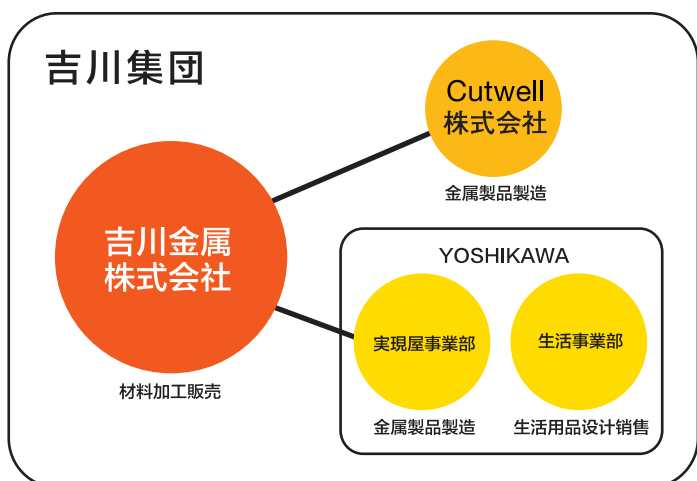 吉川集团
Cutwell
株式会社
金属製品製造
吉川金属
株式会社
材料加工販売
YOSHIKAWA
実現屋事業部
生活事業部
金属製品製造
生活用品设计销售